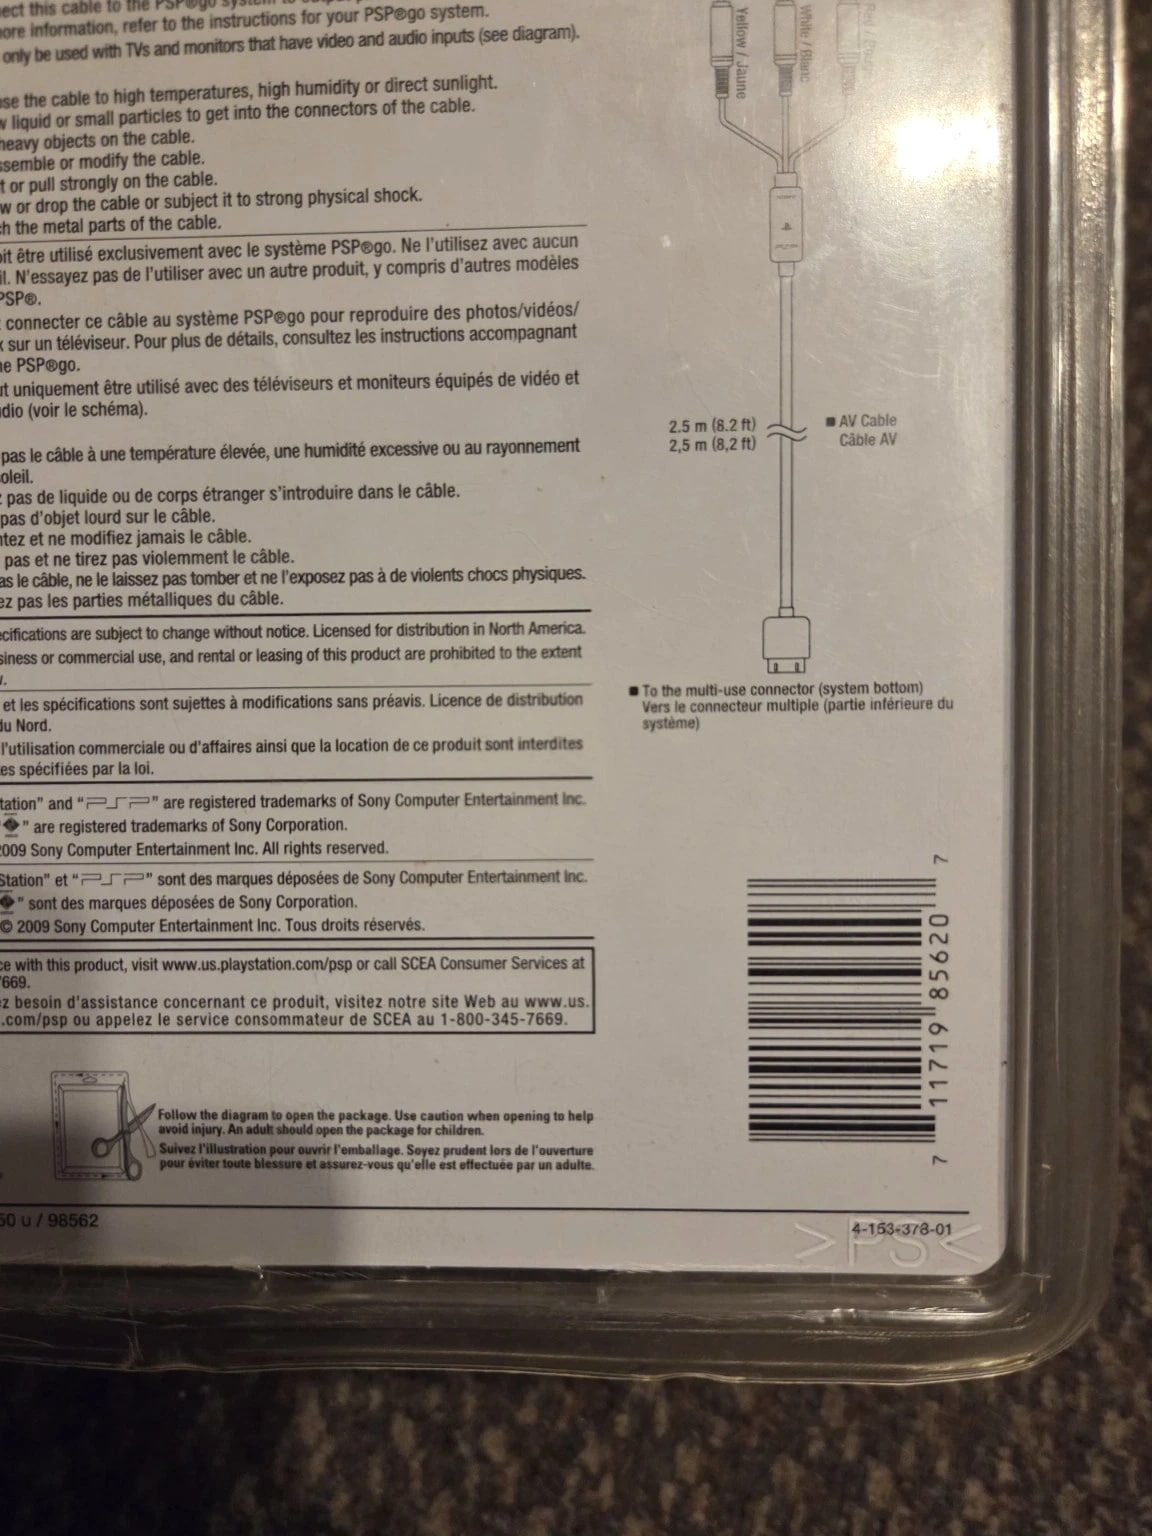 nect this cable to the PSP®go system to
more information, refer to the instructions for your PSP®go system.
only be used with TVs and monitors that have video and audio inputs (see diagram).
ose the cable to high temperatures, high humidity or direct sunlight.
w liquid or small particles to get into the connectors of the cable.
heavy objects on the cable.
ssemble or modify the cable.
t or pull strongly on the cable.
w or drop the cable or subject it to strong physical shock.
ch the metal parts of the cable.
oit être utilisé exclusivement avec le système PSP®go. Ne l'utilisez avec aucun
il. N'essayez pas de l'utiliser avec un autre produit, y compris d'autres modèles
PSP®.
connecter ce câble au système PSP®go pour reproduire des photos/vidéos/
x sur un téléviseur. Pour plus de détails, consultez les instructions accompagnant
ne PSP®go.
ut uniquement être utilisé avec des téléviseurs et moniteurs équipés de vidéo et
udio (voir le schéma).
pas le câble à une température élevée, une humidité excessive ou au rayonnement
soleil.
z pas de liquide ou de corps étranger s'introduire dans le câble.
pas d'objet lourd sur le câble.
ntez et ne modifiez jamais le câble.
pas et ne tirez pas violemment le câble.
as le câble, ne le laissez pas tomber et ne l'exposez pas à de violents chocs physiques.
ez pas les parties métalliques du câble.
ecifications are subject to change without notice. Licensed for distribution in North America.
siness or commercial use, and rental or leasing of this product are prohibited to the extent
w.
et les spécifications sont sujettes à modifications sans préavis. Licence de distribution
du Nord.
l'utilisation commerciale ou d'affaires ainsi que la location de ce produit sont interdites
es spécifiées par la loi.
tation" and "PSP" are registered trademarks of Sony Computer Entertainment Inc.
" are registered trademarks of Sony Corporation.
2009 Sony Computer Entertainment Inc. All rights reserved.
Station" et "PSP" sont des marques déposées de Sony Computer Entertainment Inc.
" sont des marques déposées de Sony Corporation.
© 2009 Sony Computer Entertainment Inc. Tous droits réservés.
ce with this product, visit www.us.playstation.com/psp or call SCEA Consumer Services at
7669.
ez besoin d'assistance concernant ce produit, visitez notre site Web au www.us.
.com/psp ou appelez le service consommateur de SCEA au 1-800-345-7669.
Follow the diagram to open the package. Use caution when opening to help
avoid injury. An adult should open the package for children.
Suivez l'illustration pour ouvrir l'emballage. Soyez prudent lors de l'ouverture
pour éviter toute blessure et assurez-vous qu'elle est effectuée par un adulte.
50 u / 98562
Yellow / Jaune
White / Blanc
Red / Rouge
SONY
PSP
2.5 m (8.2 ft)
2,5 m (8,2 ft)
■ AV Cable
Câble AV
■ To the multi-use connector (system bottom)
Vers le connecteur multiple (partie inférieure du
système)
7 11719 85620 7
4-153-378-01
>PS<